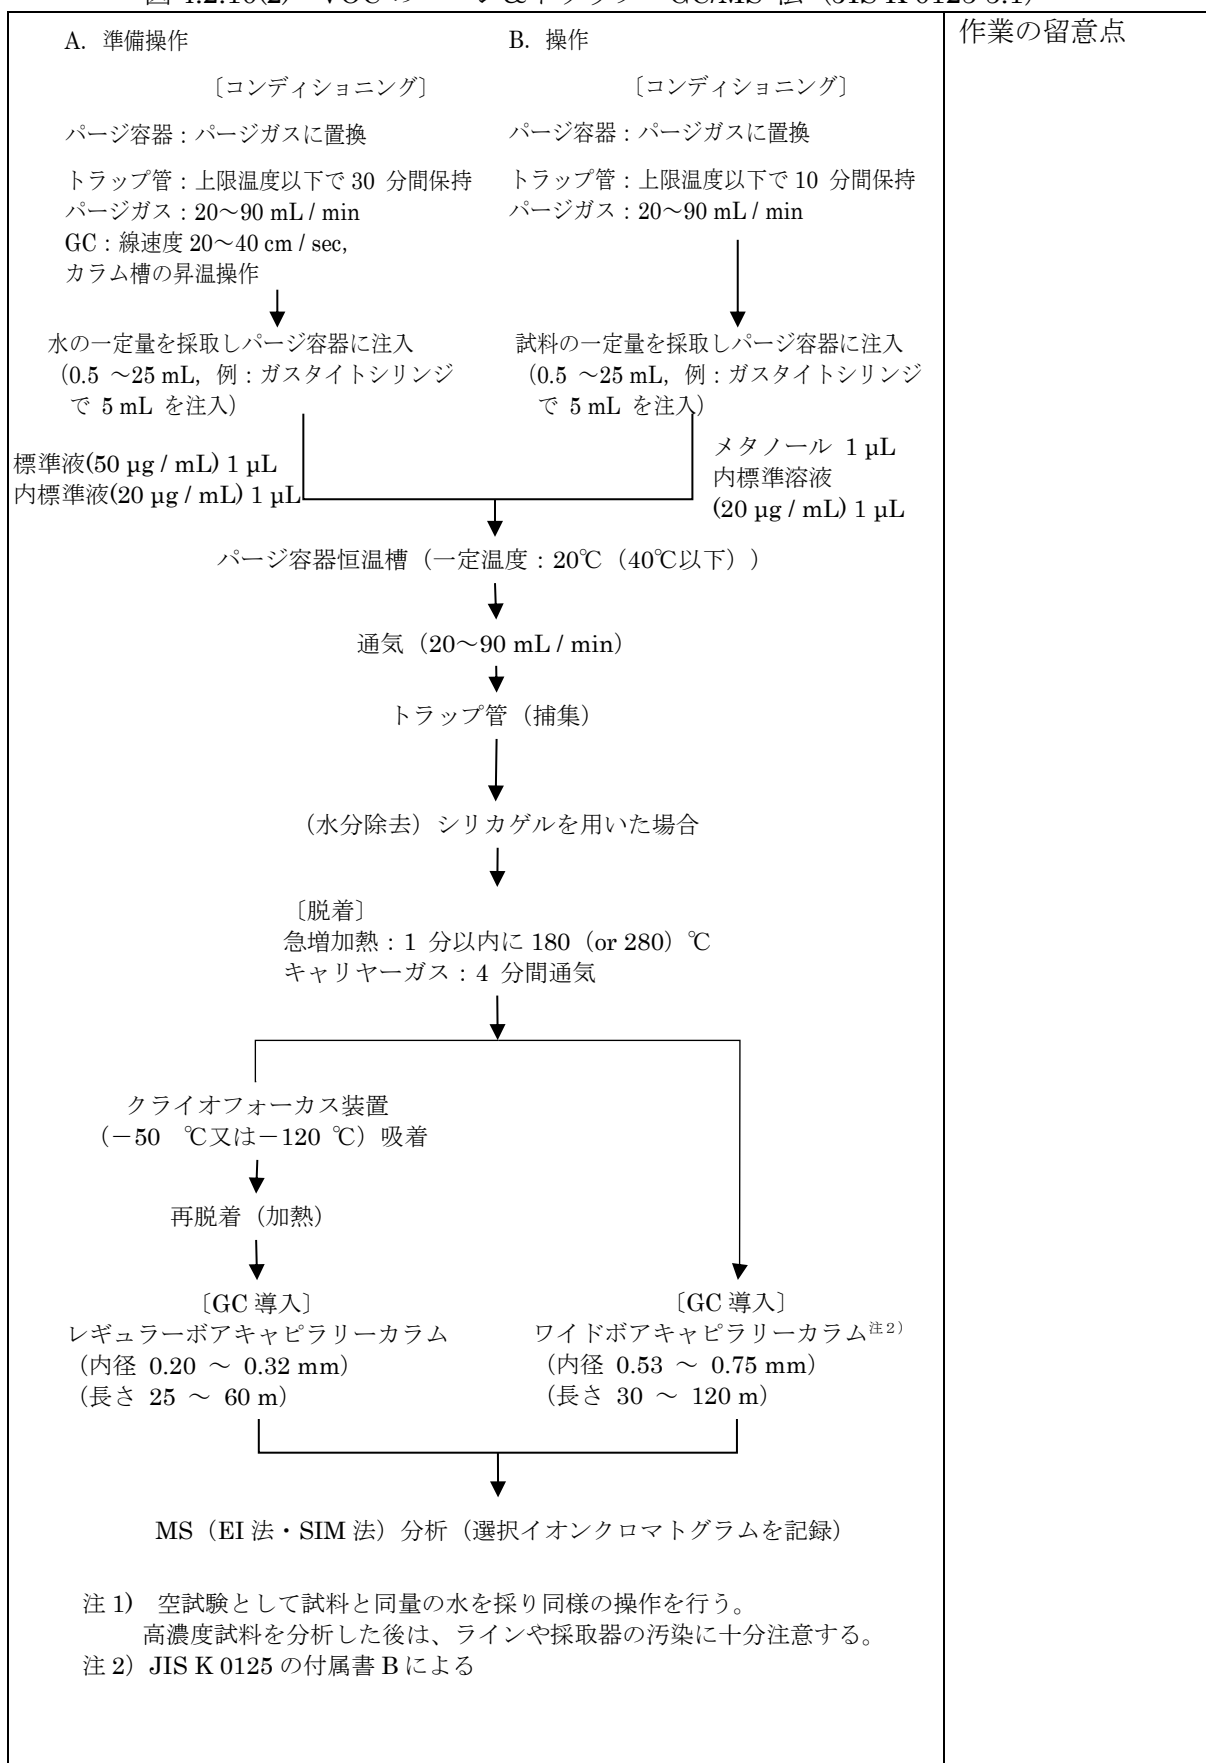 作業の留意点
A. 準備操作
〔コンディショニング〕
パージ容器：パージガスに置換
トラップ管：上限温度以下で 30 分間保持
パージガス：20～90 mL / min
GC：線速度 20～40 cm / sec,
カラム槽の昇温操作
水の一定量を採取しパージ容器に注入
（0.5 ～25 mL, 例：ガスタイトシリンジ
で 5 mL を注入）
標準液(50 µg / mL) 1 µL
内標準液(20 µg / mL) 1 µL
B. 操作
〔コンディショニング〕
パージ容器：パージガスに置換
トラップ管：上限温度以下で 10 分間保持
パージガス：20～90 mL / min
試料の一定量を採取しパージ容器に注入
（0.5 ～25 mL, 例：ガスタイトシリンジ
で 5 mL を注入）
メタノール 1 µL
内標準溶液
(20 µg / mL) 1 µL
パージ容器恒温槽（一定温度：20℃（40℃以下））
通気（20～90 mL / min）
トラップ管（捕集）
（水分除去）シリカゲルを用いた場合
〔脱着〕
急増加熱：1 分以内に 180（or 280）℃
キャリヤーガス：4 分間通気
クライオフォーカス装置
（－50 ℃又は－120 ℃）吸着
再脱着（加熱）
〔GC 導入〕
レギュラーボアキャピラリーカラム
（内径 0.20 ～ 0.32 mm）
（長さ 25 ～ 60 m）
〔GC 導入〕
ワイドボアキャピラリーカラム注２）
（内径 0.53 ～ 0.75 mm）
（長さ 30 ～ 120 m）
MS（EI 法・SIM 法）分析（選択イオンクロマトグラムを記録）
注 1) 空試験として試料と同量の水を採り同様の操作を行う。
高濃度試料を分析した後は、ラインや採取器の汚染に十分注意する。
注 2）JIS K 0125 の付属書 B による